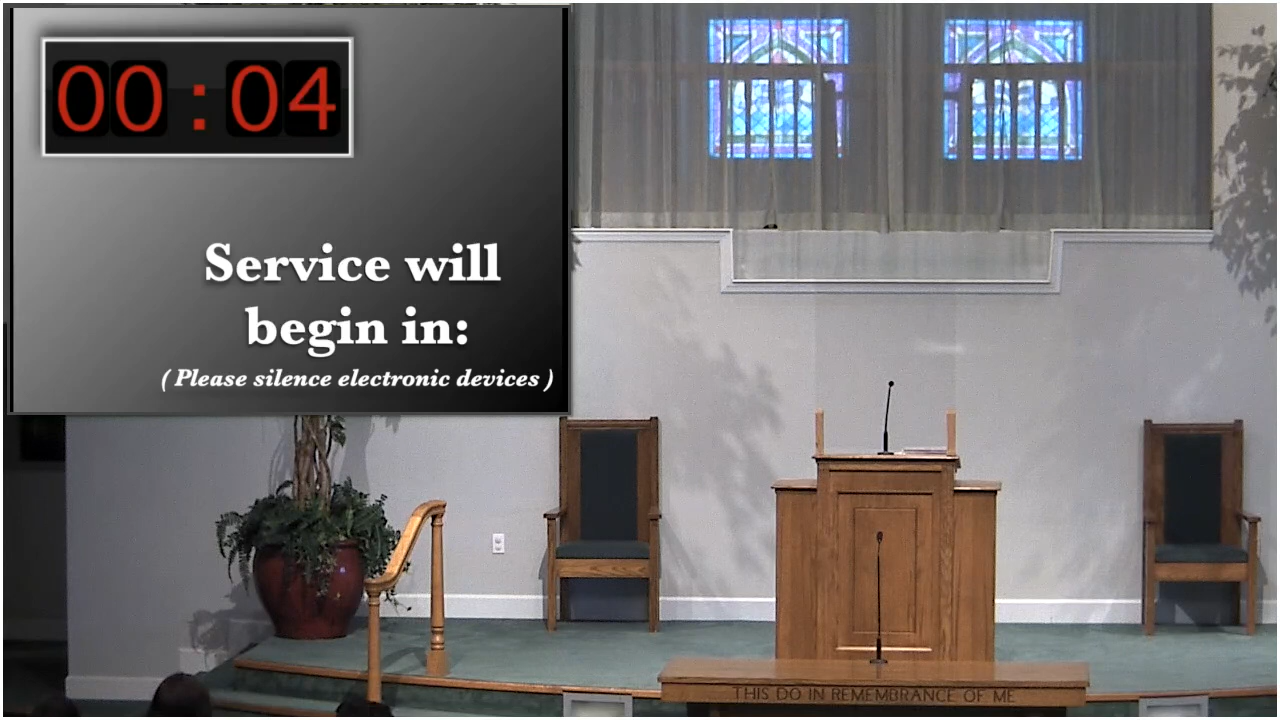 00:04
Service will
begin in:
( Please silence electronic devices )
THIS DO IN REMEMBRANCE OF ME